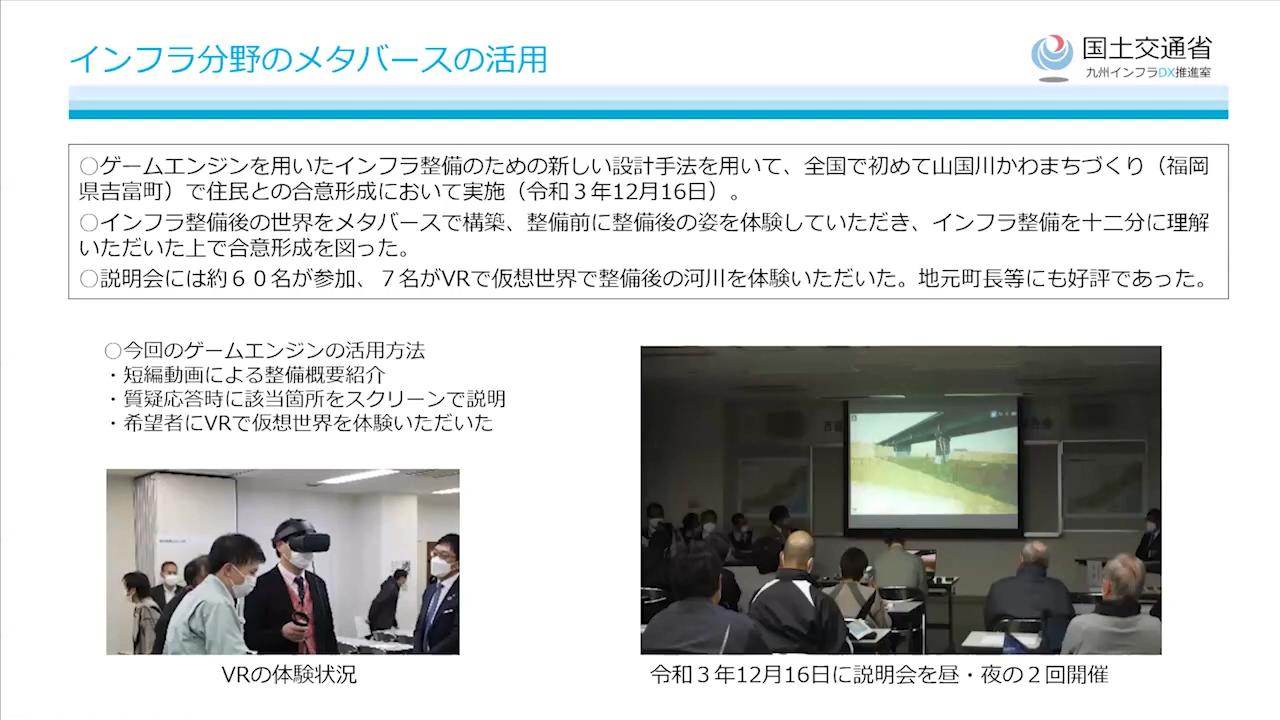 インフラ分野のメタバースの活用
国土交通省
九州インフラDX推進室
○ゲームエンジンを用いたインフラ整備のための新しい設計手法を用いて、全国で初めて山国川かわまちづくり（福岡
県吉富町）で住民との合意形成において実施（令和３年12月16日）。
○インフラ整備後の世界をメタバースで構築、整備前に整備後の姿を体験していただき、インフラ整備を十二分に理解
いただいた上で合意形成を図った。
○説明会には約６０名が参加、７名がVRで仮想世界で整備後の河川を体験いただいた。地元町長等にも好評であった。
○今回のゲームエンジンの活用方法
・短編動画による整備概要紹介
・質疑応答時に該当箇所をスクリーンで説明
・希望者にVRで仮想世界を体験いただいた
VRの体験状況
令和３年12月16日に説明会を昼・夜の２回開催